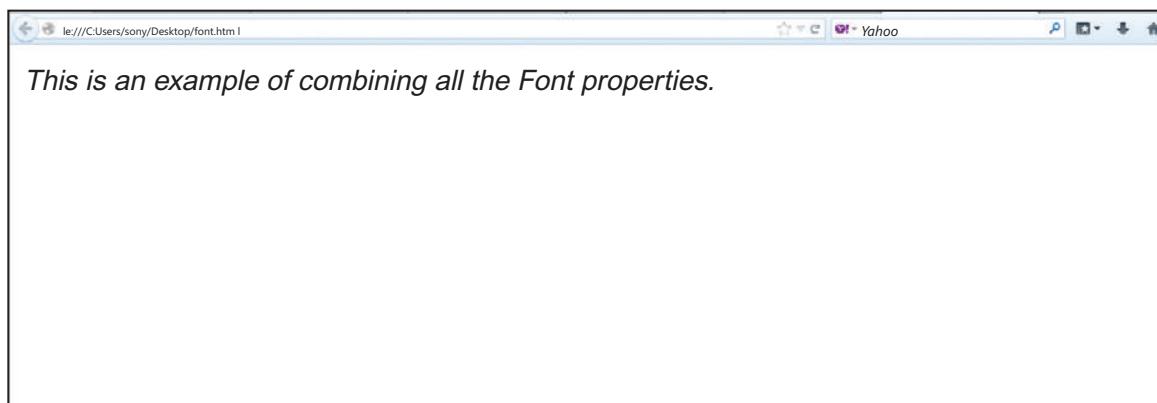 le:///C:Users/sony/Desktop/font.htm l
Y! Yahoo
This is an example of combining all the Font properties.